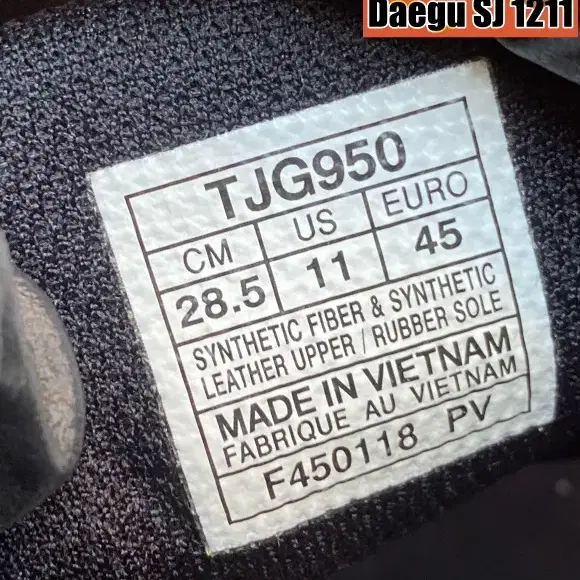 Daegu SJ 1211
TJG950
CM US EURO
28.5 11 45
SYNTHETIC FIBER & SYNTHETIC
LEATHER UPPER / RUBBER SOLE
MADE IN VIETNAM
FABRIQUE AU VIETNAM
F450118 PV